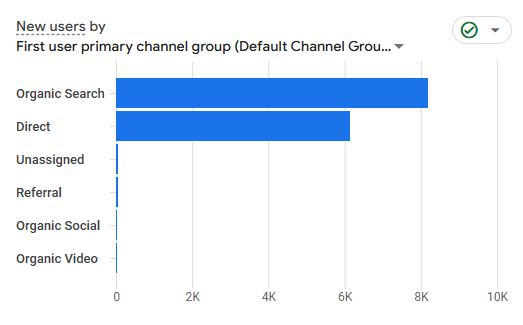 New users by
First user primary channel group (Default Channel Grou...
Organic Search
Direct
Unassigned
Referral
Organic Social
Organic Video
0 2K 4K 6K 8K 10K